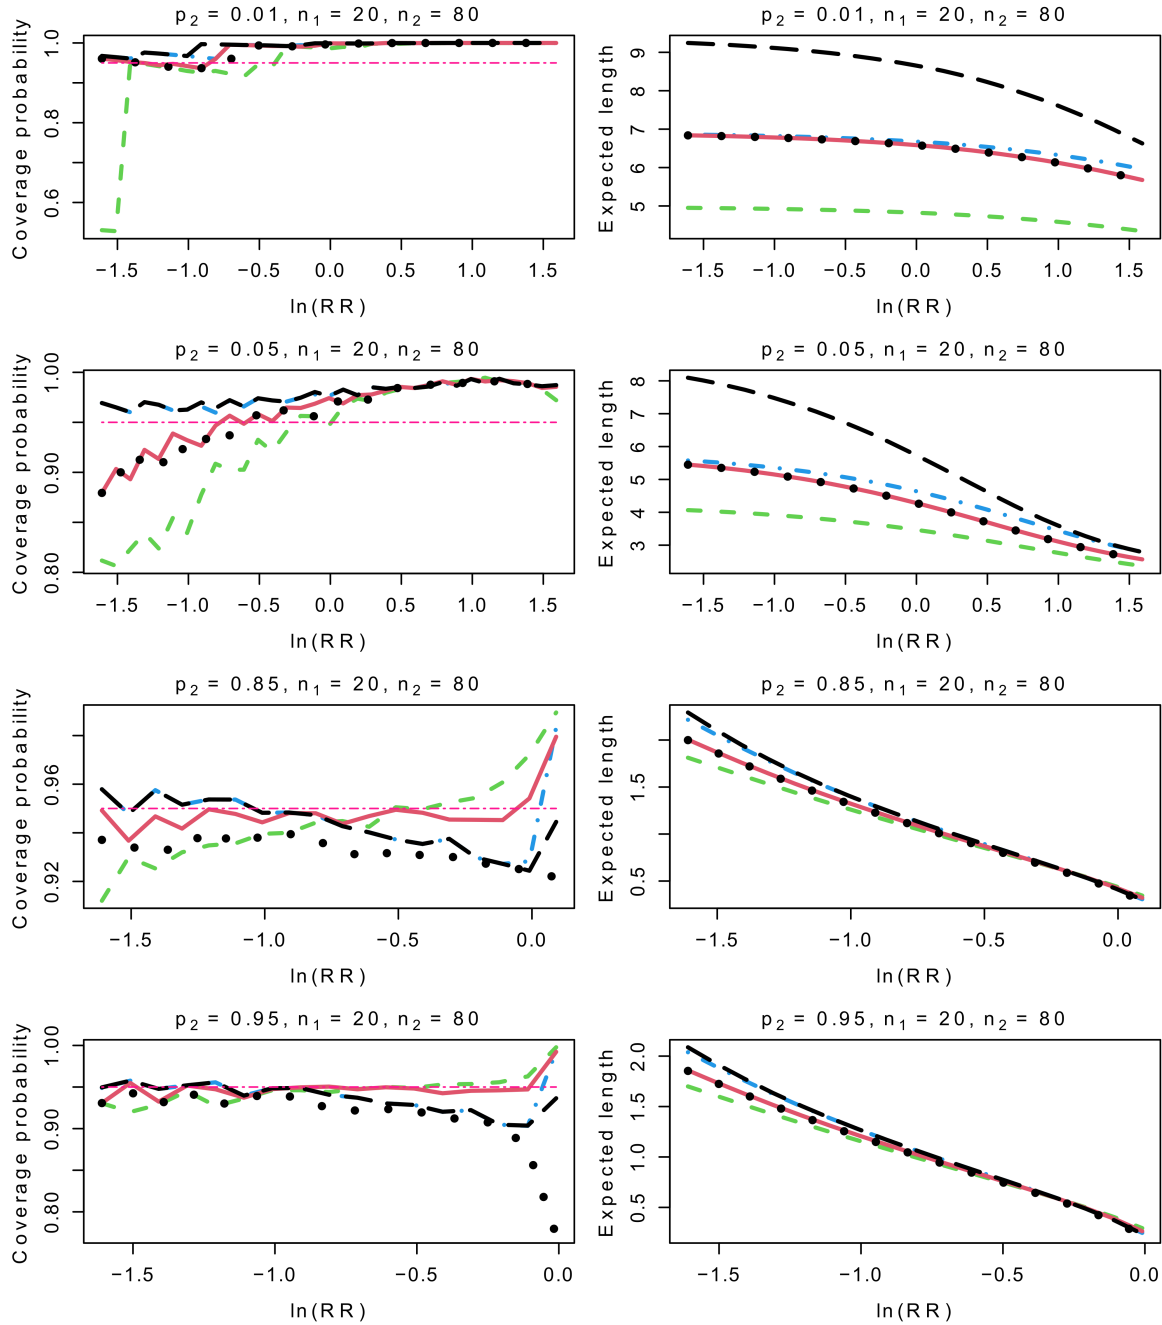 p2 = 0.01, n1 = 20, n2 = 80
Coverage probability
1.0
0.8
0.6
−1.5 −1.0 −0.5 0.0 0.5 1.0 1.5
ln(RR)
p2 = 0.01, n1 = 20, n2 = 80
Expected length
9
8
7
6
5
−1.5 −1.0 −0.5 0.0 0.5 1.0 1.5
ln(RR)
p2 = 0.05, n1 = 20, n2 = 80
Coverage probability
1.00
0.90
0.80
−1.5 −1.0 −0.5 0.0 0.5 1.0 1.5
ln(RR)
p2 = 0.05, n1 = 20, n2 = 80
Expected length
8
7
6
5
4
3
−1.5 −1.0 −0.5 0.0 0.5 1.0 1.5
ln(RR)
p2 = 0.85, n1 = 20, n2 = 80
Coverage probability
0.96
0.92
−1.5 −1.0 −0.5 0.0
ln(RR)
p2 = 0.85, n1 = 20, n2 = 80
Expected length
1.5
0.5
−1.5 −1.0 −0.5 0.0
ln(RR)
p2 = 0.95, n1 = 20, n2 = 80
Coverage probability
1.00
0.90
0.80
−1.5 −1.0 −0.5 0.0
ln(RR)
p2 = 0.95, n1 = 20, n2 = 80
Expected length
2.0
1.5
1.0
0.5
−1.5 −1.0 −0.5 0.0
ln(RR)